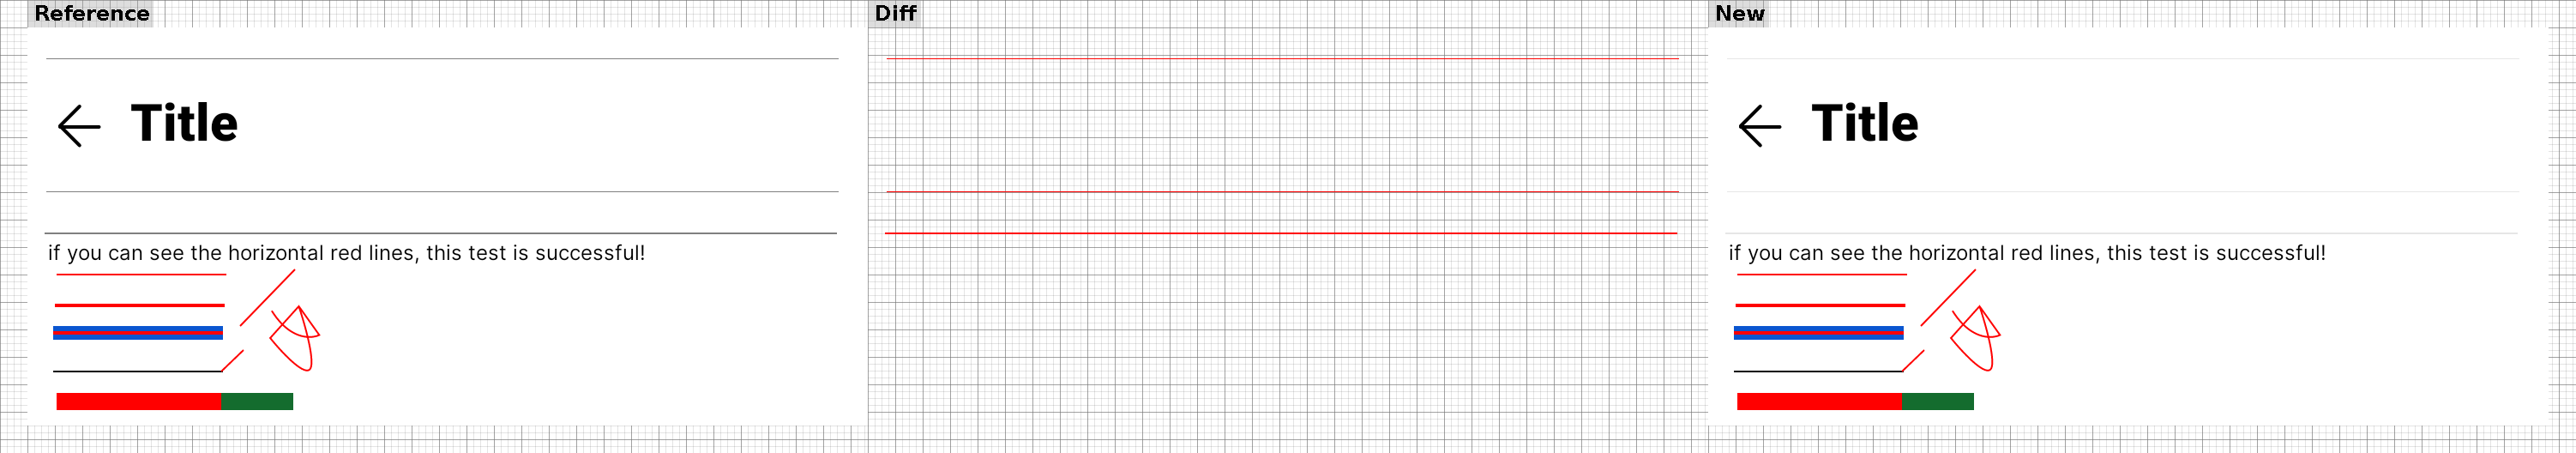 Reference
Diff
New
Title
Title
if you can see the horizontal red lines, this test is successful!
if you can see the horizontal red lines, this test is successful!